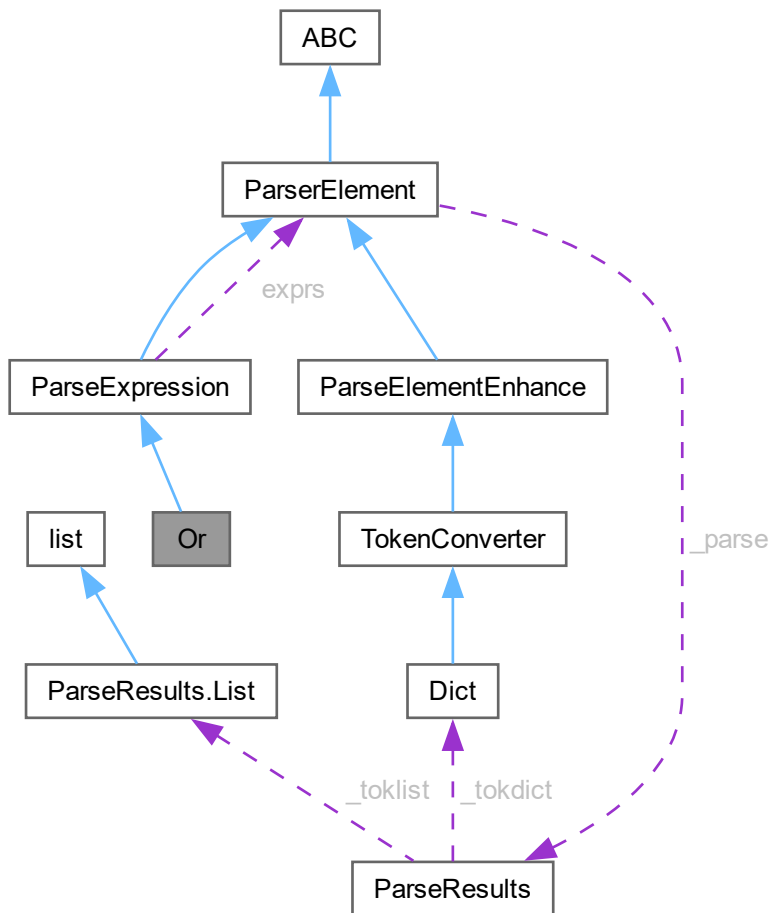 ABC
ParserElement
exprs
ParseExpression
ParseElementEnhance
list
Or
TokenConverter
_parse
ParseResults.List
Dict
_toklist
_tokdict
ParseResults